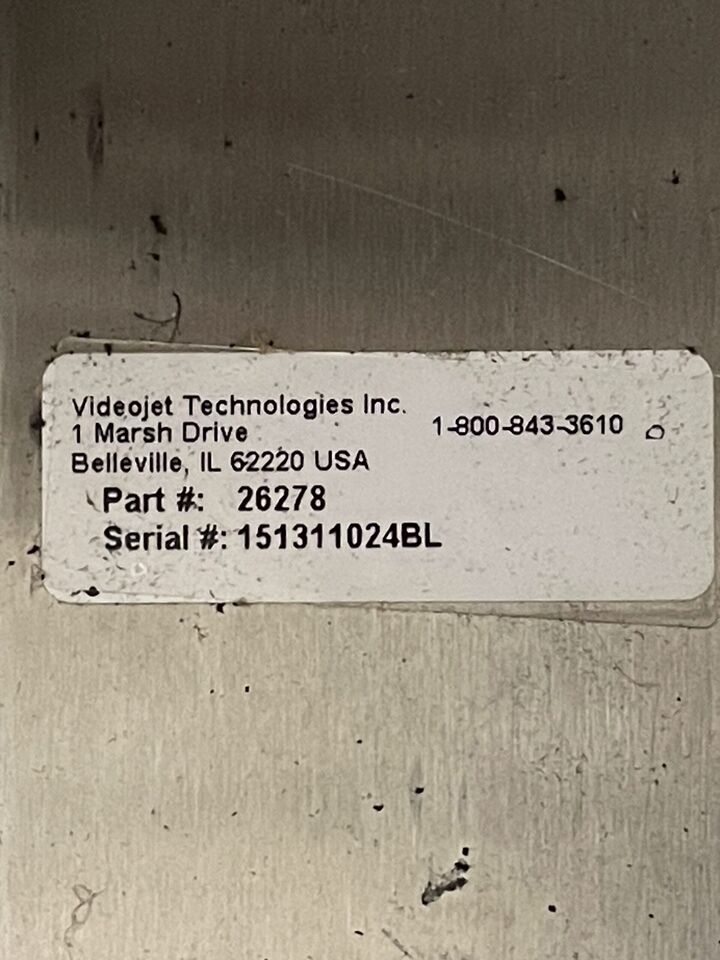 Videojet Technologies Inc.
1 Marsh Drive
1-800-843-3610
Belleville, IL 62220 USA
Part #: 26278
Serial #: 151311024BL